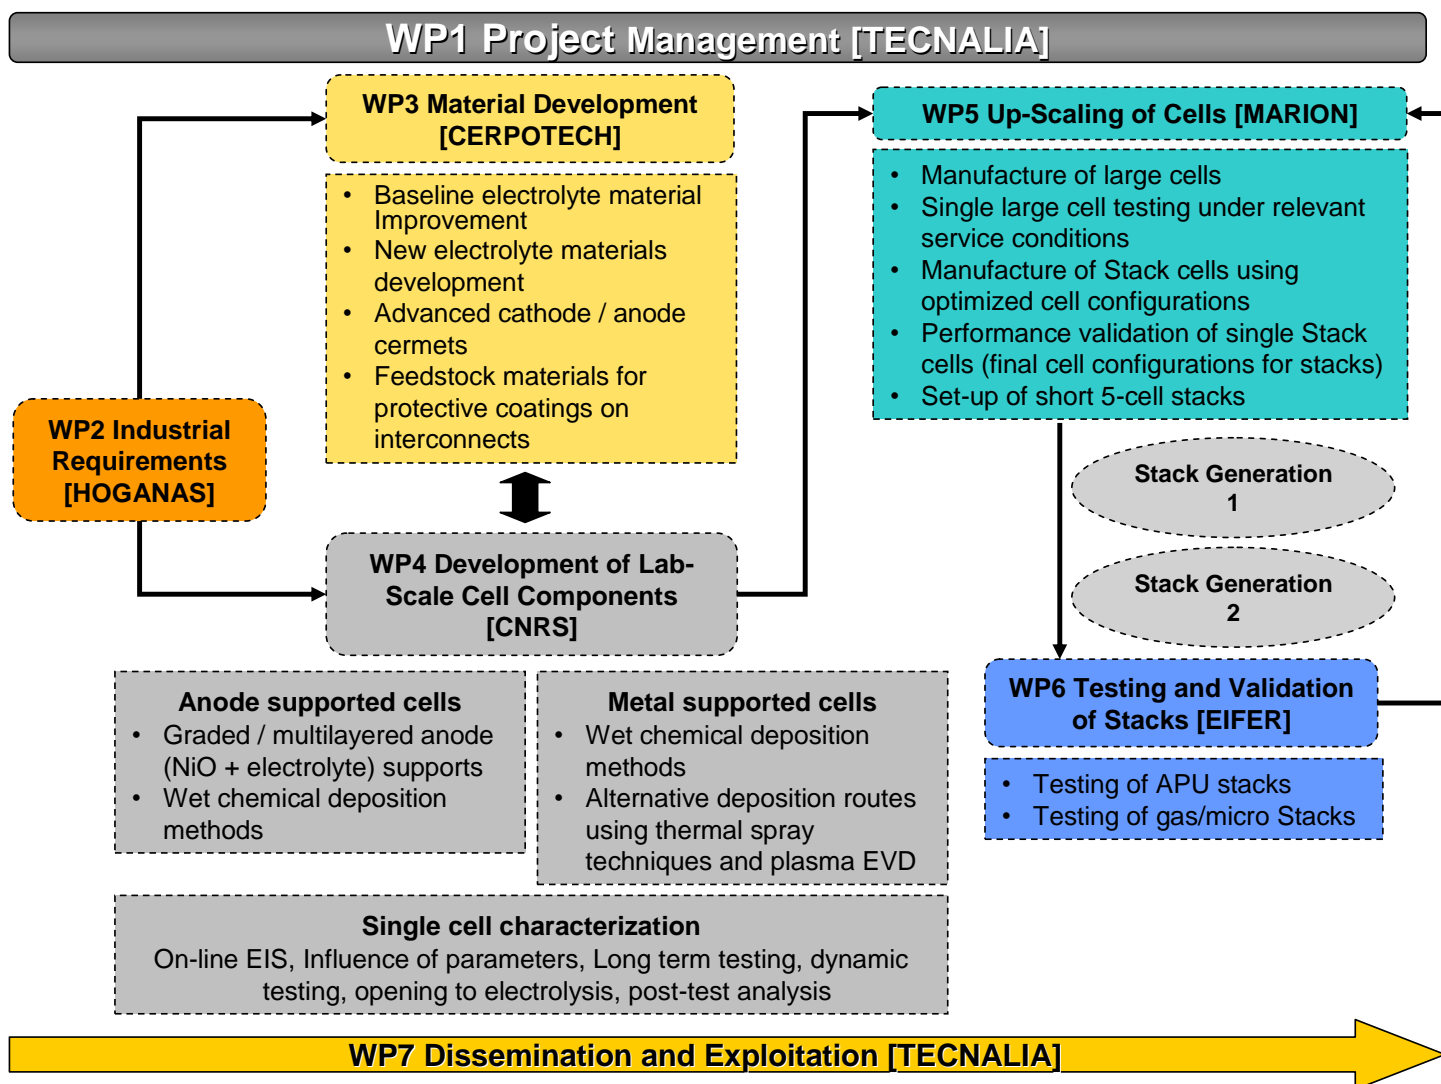 WP1 Project Management [TECNALIA]
WP3 Material Development
[CERPOTECH]
• Baseline electrolyte material
Improvement
• New electrolyte materials
development
• Advanced cathode / anode
cermets
• Feedstock materials for
protective coatings on
interconnects
WP2 Industrial
Requirements
[HOGANAS]
WP4 Development of Lab-
Scale Cell Components
[CNRS]
Anode supported cells
• Graded / multilayered anode
(NiO + electrolyte) supports
• Wet chemical deposition
methods
Metal supported cells
• Wet chemical deposition
methods
• Alternative deposition routes
using thermal spray
techniques and plasma EVD
Single cell characterization
On-line EIS, Influence of parameters, Long term testing, dynamic
testing, opening to electrolysis, post-test analysis
WP5 Up-Scaling of Cells [MARION]
• Manufacture of large cells
• Single large cell testing under relevant
service conditions
• Manufacture of Stack cells using
optimized cell configurations
• Performance validation of single Stack
cells (final cell configurations for stacks)
• Set-up of short 5-cell stacks
Stack Generation
1
Stack Generation
2
WP6 Testing and Validation
of Stacks [EIFER]
• Testing of APU stacks
• Testing of gas/micro Stacks
WP7 Dissemination and Exploitation [TECNALIA]